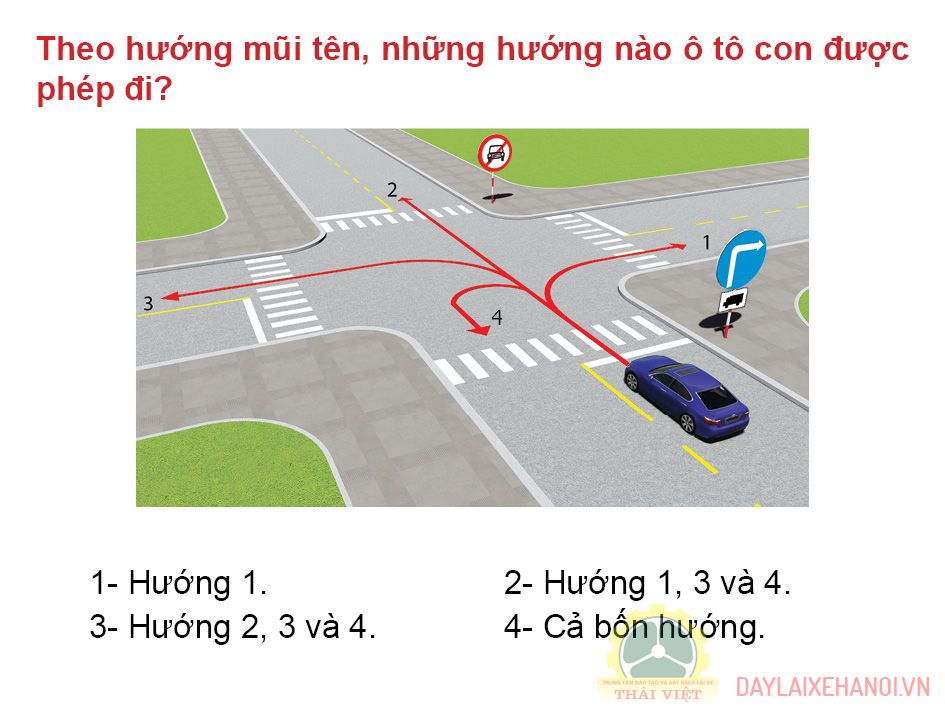 Theo hướng mũi tên, những hướng nào ô tô con được
phép đi?
2
1
3
4
1- Hướng 1.
2- Hướng 1, 3 và 4.
3- Hướng 2, 3 và 4.
4- Cả bốn hướng.
TRUNG TÂM ĐÀO TẠO VÀ SÁT HẠCH LÁI XE
THÁI VIỆT
DAYLAIXEHANOI.VN